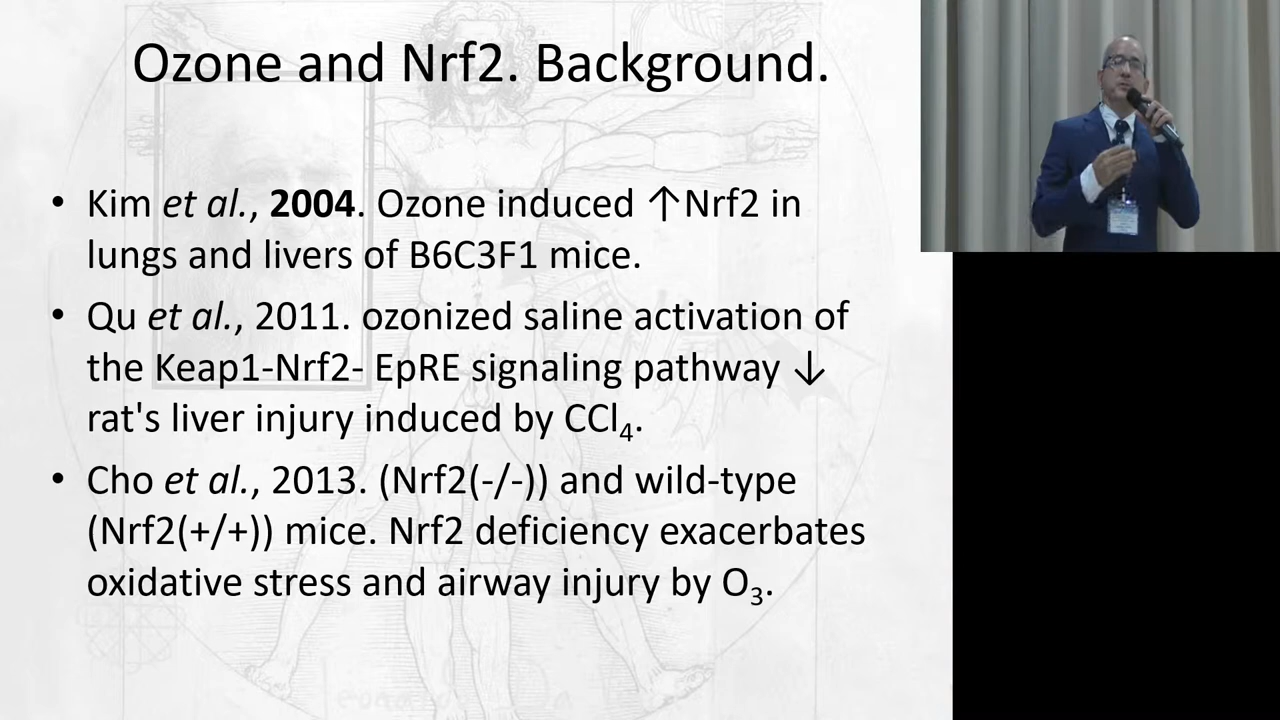 Ozone and Nrf2. Background.
• Kim et al., 2004. Ozone induced ↑Nrf2 in
lungs and livers of B6C3F1 mice.
• Qu et al., 2011. ozonized saline activation of
the Keap1-Nrf2- EpRE signaling pathway ↓
rat's liver injury induced by CCl₄.
• Cho et al., 2013. (Nrf2(-/-)) and wild-type
(Nrf2(+/+)) mice. Nrf2 deficiency exacerbates
oxidative stress and airway injury by O₃.